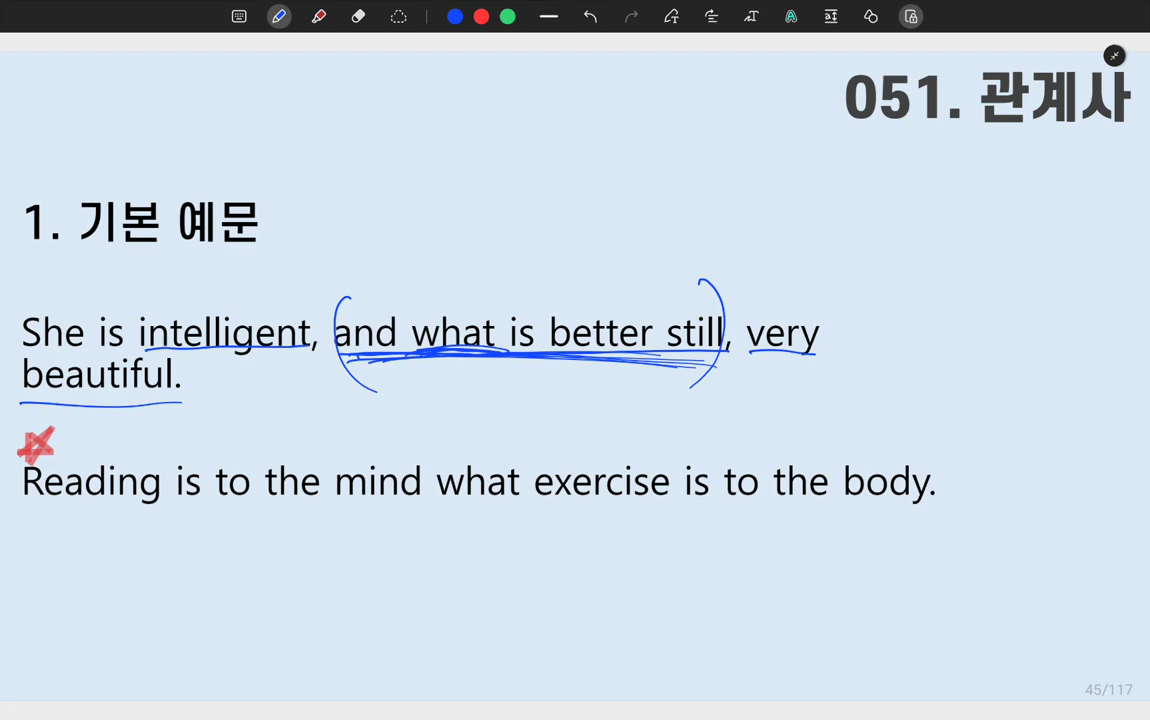 051. 관계사
1. 기본 예문
She is intelligent, and what is better still, very
beautiful.
Reading is to the mind what exercise is to the body.
45/117